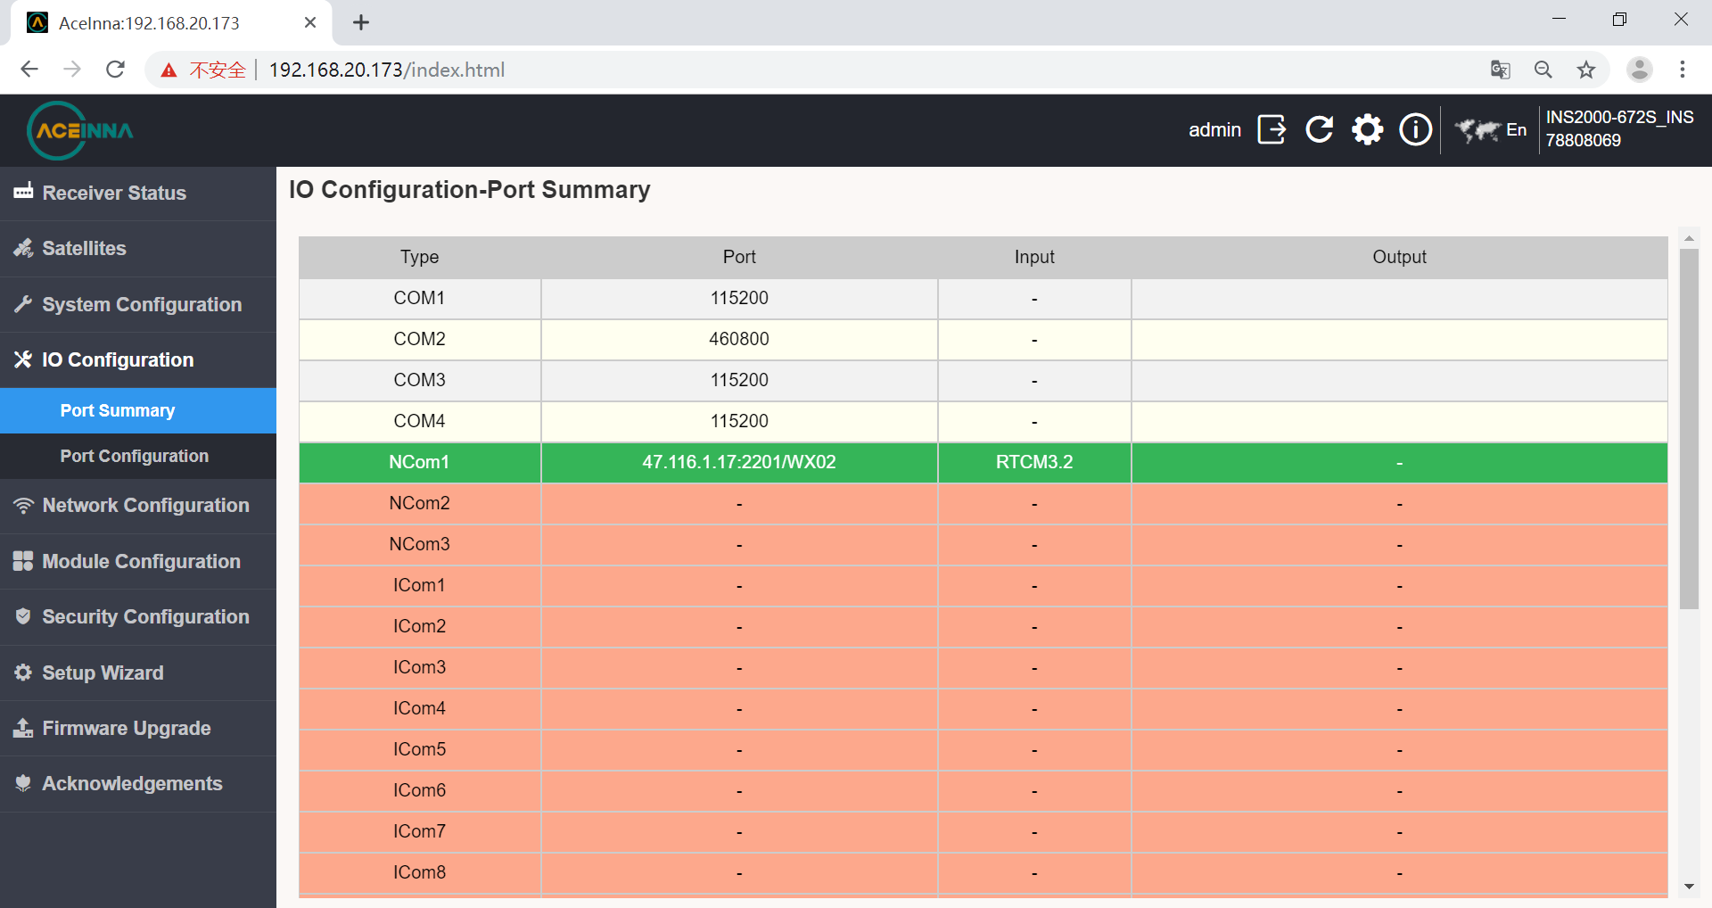 AceInna:192.168.20.173
不安全 192.168.20.173/index.html
ACEINNA
admin
En
INS2000-672S_INS
78808069
Receiver Status
Satellites
System Configuration
IO Configuration
Port Summary
Port Configuration
Network Configuration
Module Configuration
Security Configuration
Setup Wizard
Firmware Upgrade
Acknowledgements
IO Configuration-Port Summary
Type Port Input Output
COM1 115200 -
COM2 460800 -
COM3 115200 -
COM4 115200 -
NCom1 47.116.1.17:2201/WX02 RTCM3.2 -
NCom2 - - -
NCom3 - - -
ICom1 - - -
ICom2 - - -
ICom3 - - -
ICom4 - - -
ICom5 - - -
ICom6 - - -
ICom7 - - -
ICom8 - - -